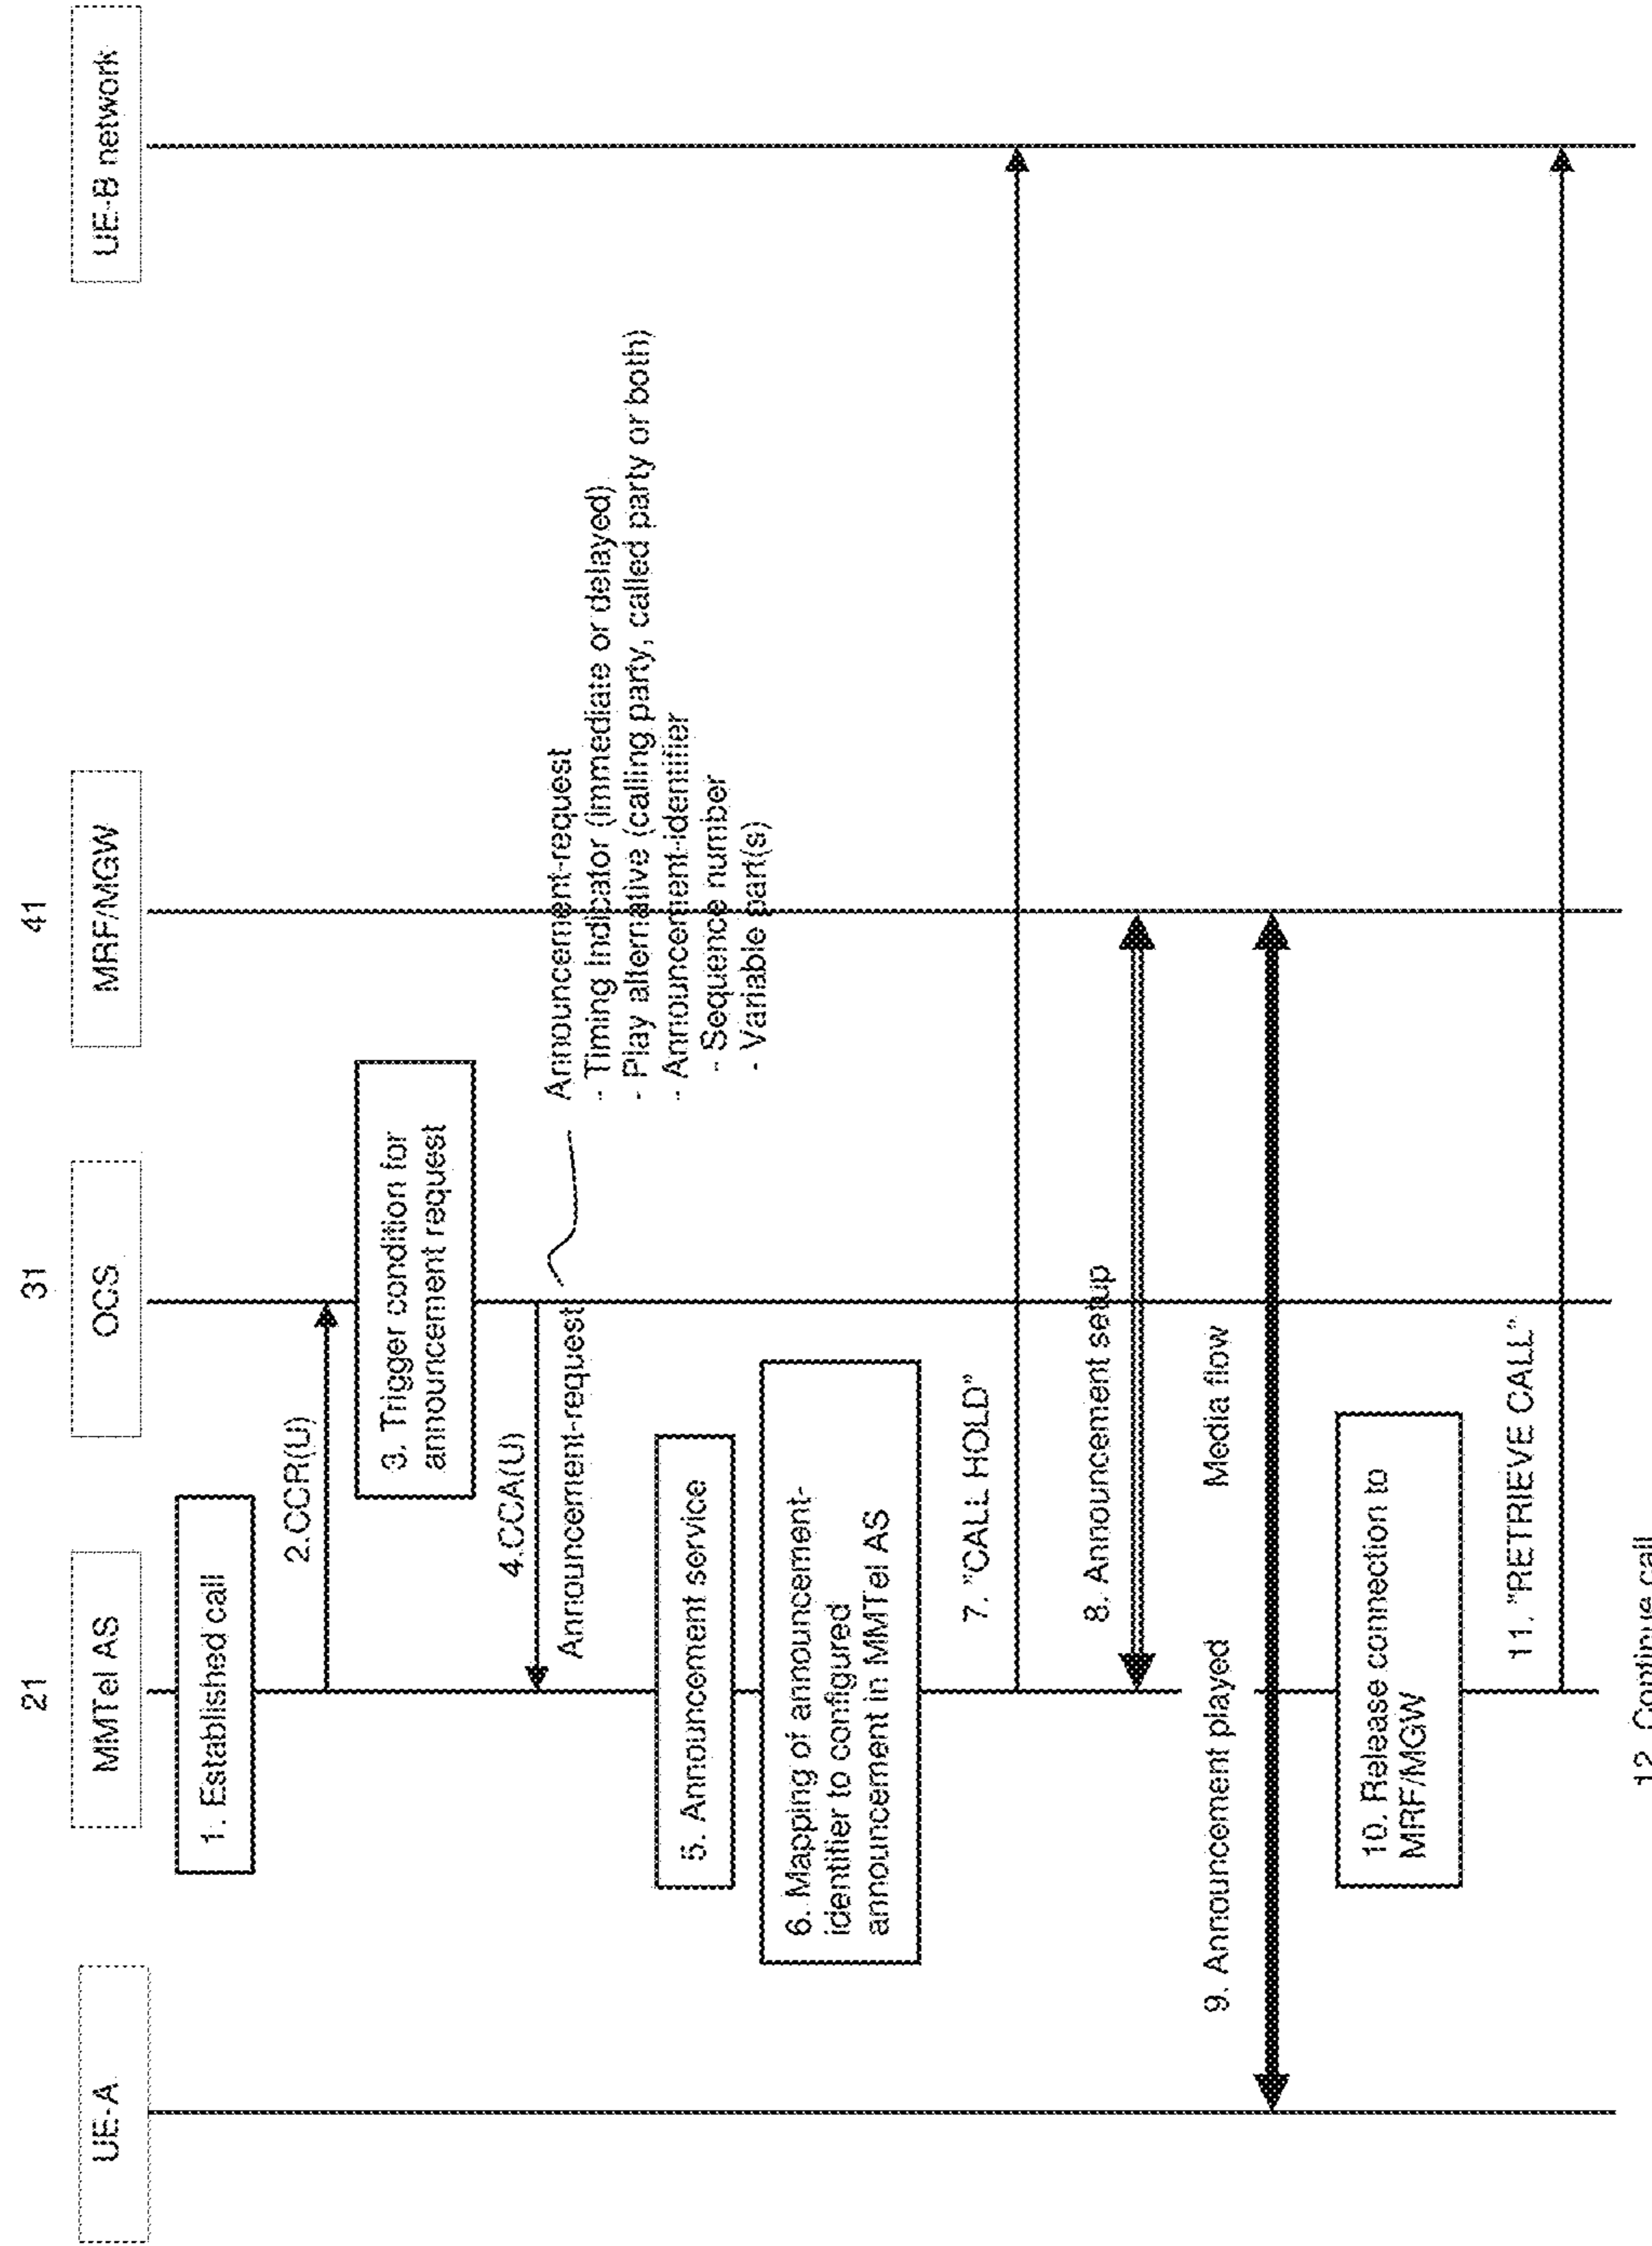 21
31
41
UE-A
MMTel AS
OCS
MRF/MGW
UE-B network
1. Established call
2.CCR(U)
3. Trigger condition for
announcement request
4.CCA(U)
Announcement-request
Announcement-request
- Timing Indicator (immediate or delayed)
- Play alternative (calling party, called party or both)
- Announcement-identifier
- Sequence number
- Variable part(s)
5. Announcement service
6. Mapping of announcement-
identifier to configured
announcement in MMTel AS
7. "CALL HOLD"
8. Announcement setup
9. Announcement played
Media flow
10. Release connection to
MRF/MGW
11. "RETRIEVE CALL"
12. Continue call